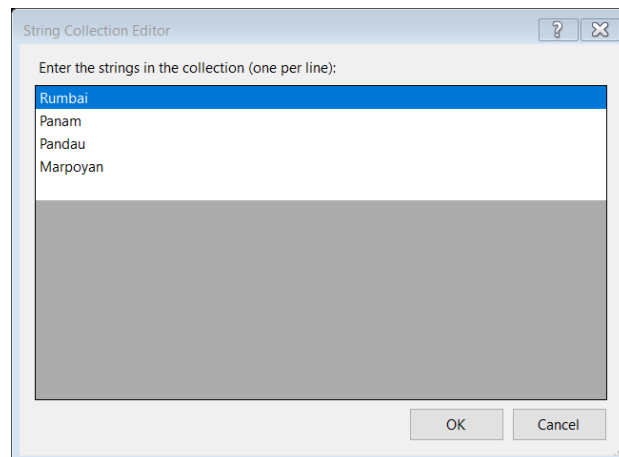 String Collection Editor
Enter the strings in the collection (one per line):
Rumbai
Panam
Pandau
Marpoyan
OK Cancel